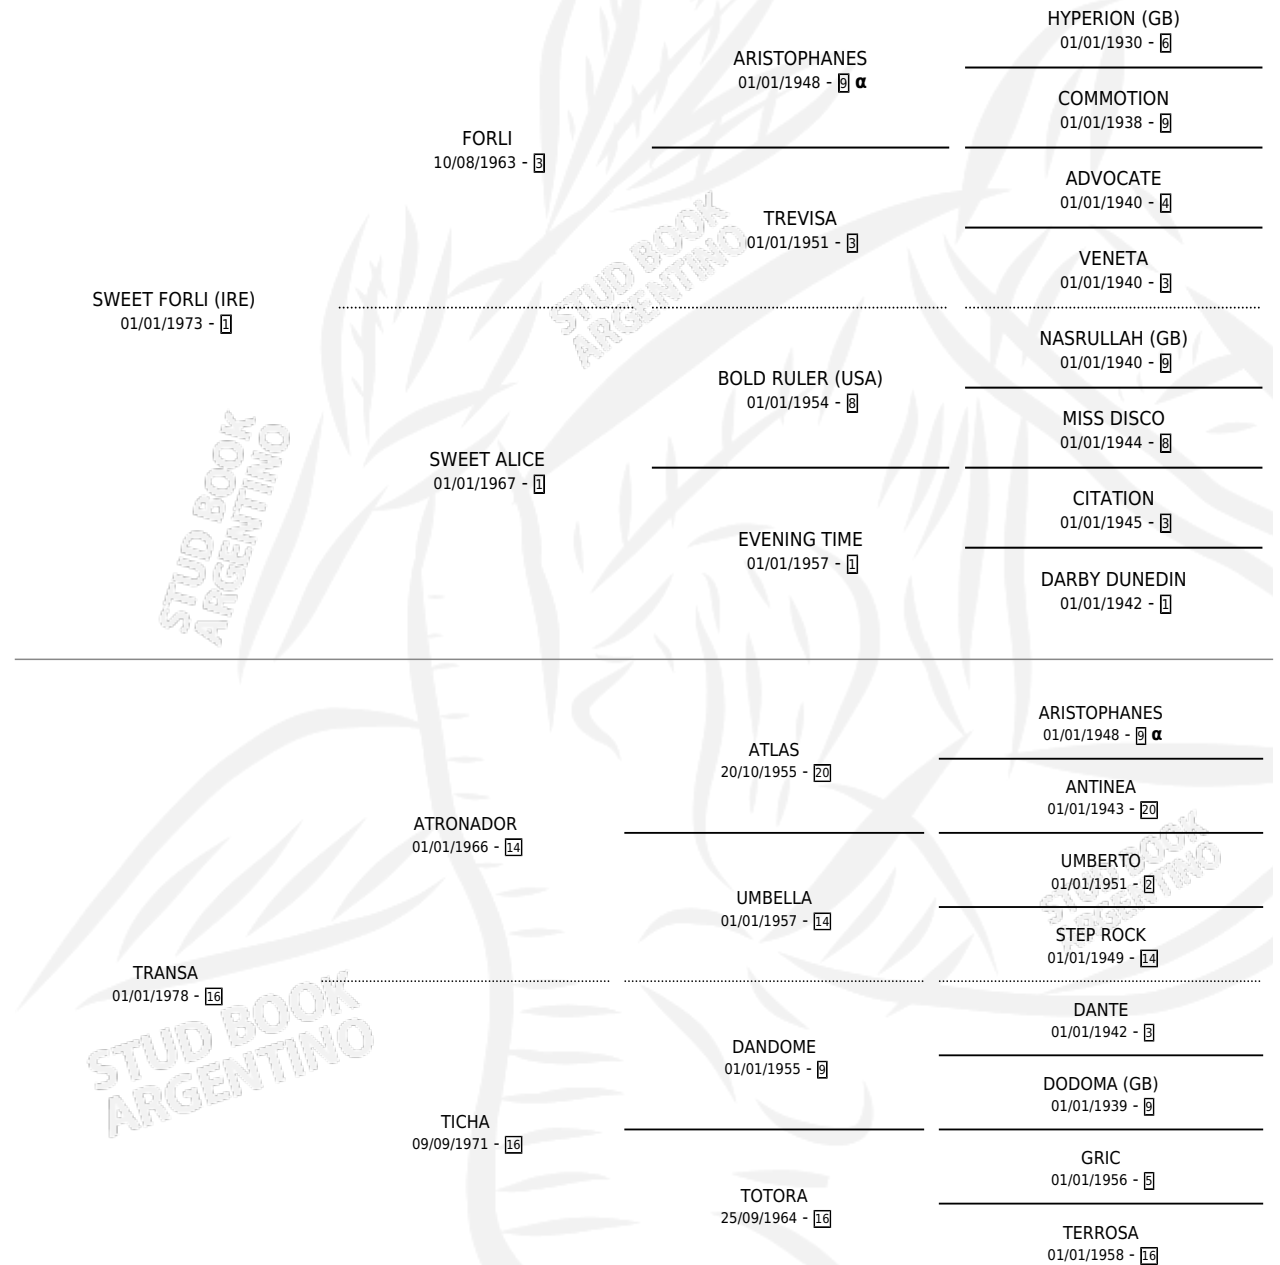 HYPERION (GB)
01/01/1930 - 6
ARISTOPHANES
01/01/1948 - 9 α
COMMOTION
01/01/1938 - 9
FORLI
10/08/1963 - 3
ADVOCATE
01/01/1940 - 4
TREVISA
01/01/1951 - 3
VENETA
01/01/1940 - 3
SWEET FORLI (IRE)
01/01/1973 - 1
NASRULLAH (GB)
01/01/1940 - 9
BOLD RULER (USA)
01/01/1954 - 8
MISS DISCO
01/01/1944 - 8
SWEET ALICE
01/01/1967 - 1
CITATION
01/01/1945 - 3
EVENING TIME
01/01/1957 - 1
DARBY DUNEDIN
01/01/1942 - 1
STUD BOOK
ARGENTINO
STUD BOOK
ARGENTINO
ARISTOPHANES
01/01/1948 - 9 α
ATLAS
20/10/1955 - 20
ANTINEA
01/01/1943 - 20
ATRONADOR
01/01/1966 - 14
UMBERTO
01/01/1951 - 2
UMBELLA
01/01/1957 - 14
STEP ROCK
01/01/1949 - 14
TRANSA
01/01/1978 - 16
DANTE
01/01/1942 - 3
DANDOME
01/01/1955 - 9
DODOMA (GB)
01/01/1939 - 9
TICHA
09/09/1971 - 16
GRIC
01/01/1956 - 5
TOTORA
25/09/1964 - 16
TERROSA
01/01/1958 - 16
STUD BOOK
ARGENTINO
STUD BOOK
ARGENTINO